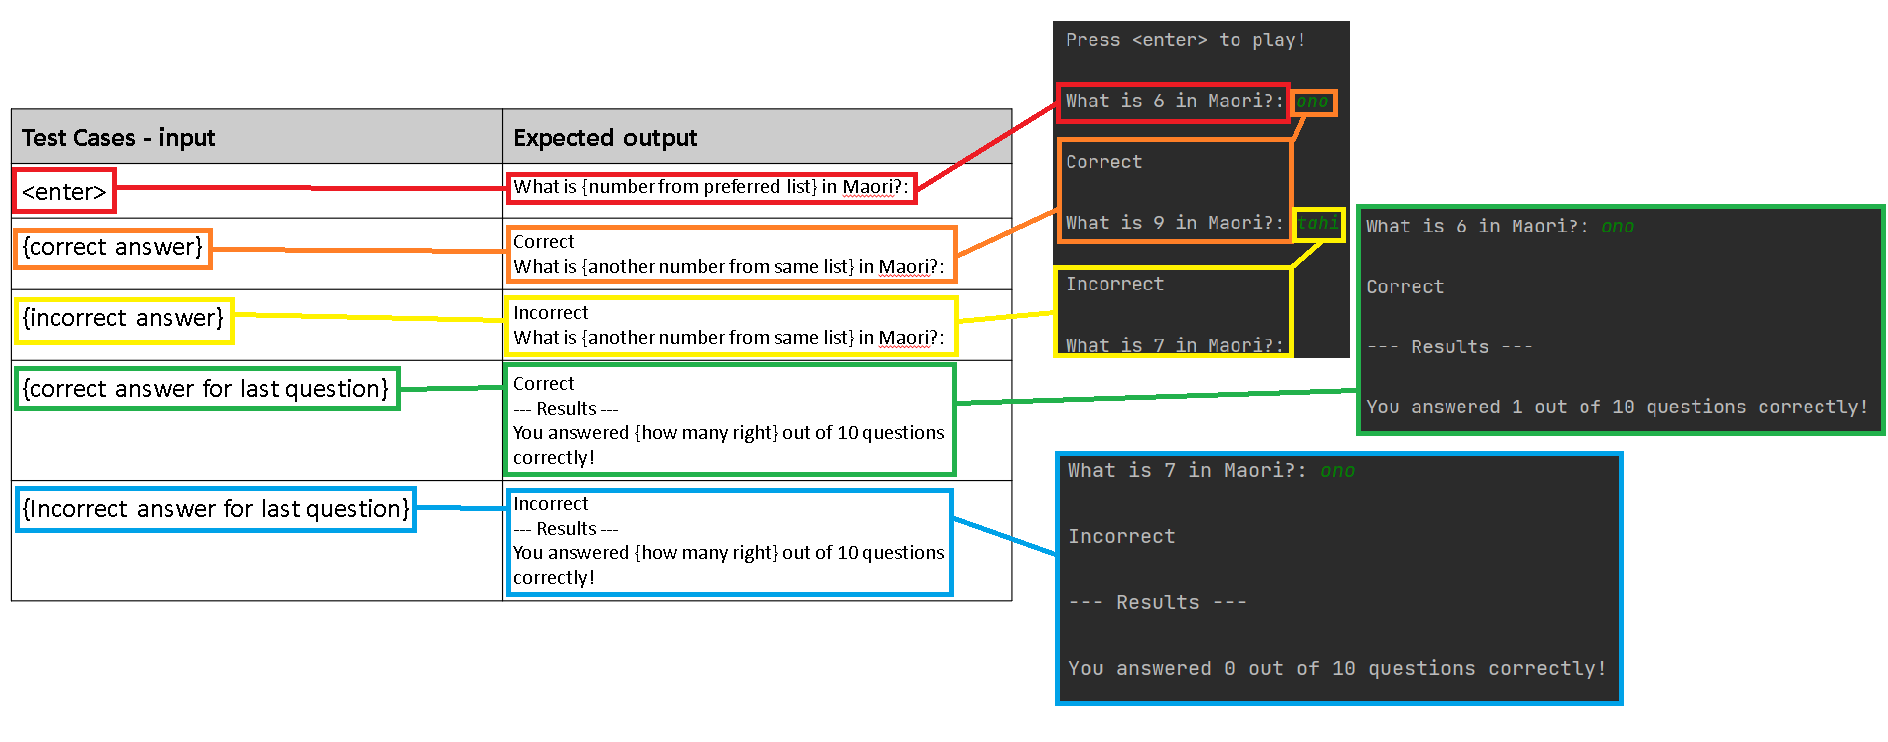 Test Cases - input
Expected output
<enter>
What is {number from preferred list} in Maori?:
{correct answer}
Correct
What is {another number from same list} in Maori?:
{incorrect answer}
Incorrect
What is {another number from same list} in Maori?:
{correct answer for last question}
Correct
--- Results ---
You answered {how many right} out of 10 questions
correctly!
{Incorrect answer for last question}
Incorrect
--- Results ---
You answered {how many right} out of 10 questions
correctly!
Press <enter> to play!
What is 6 in Maori?: ono
Correct
What is 9 in Maori?: tahi
Incorrect
What is 7 in Maori?:
What is 6 in Maori?: ono
Correct
--- Results ---
You answered 1 out of 10 questions correctly!
What is 7 in Maori?: ono
Incorrect
--- Results ---
You answered 0 out of 10 questions correctly!